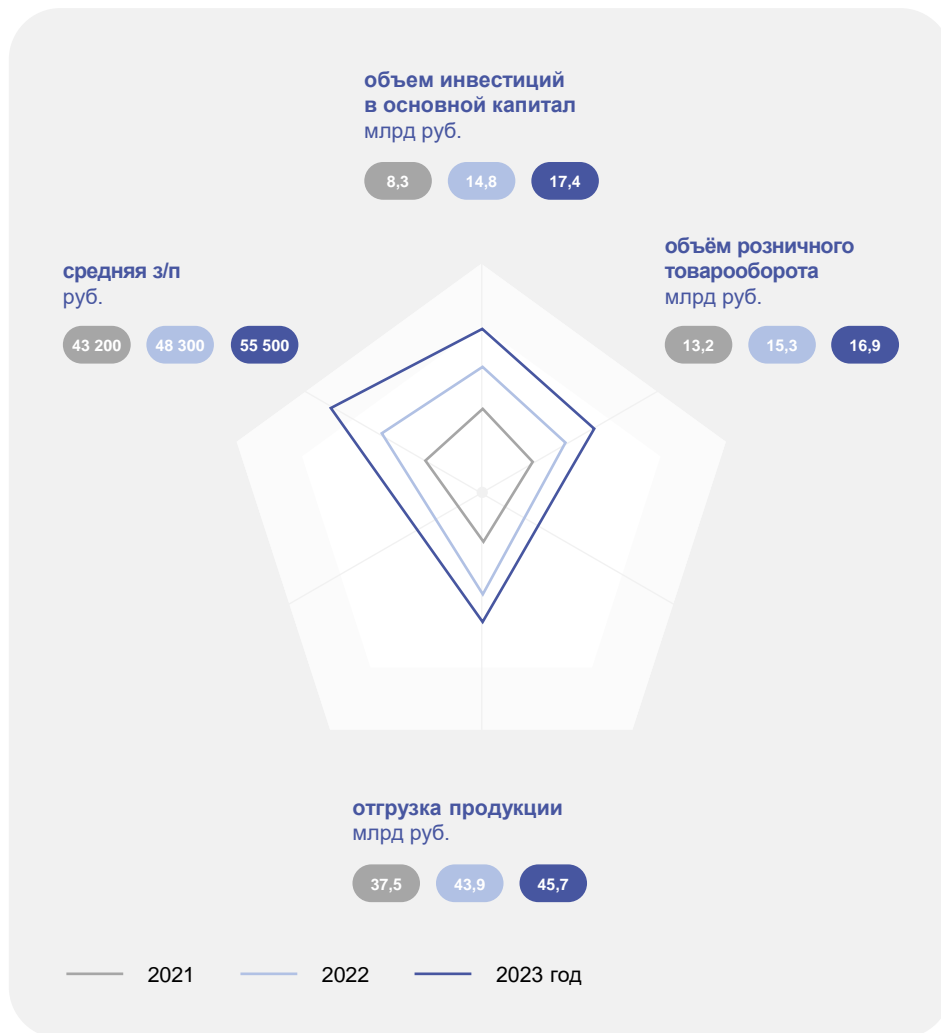 объем инвестиций
в основной капитал
млрд руб.
8,3 14,8 17,4
объём розничного
товарооборота
млрд руб.
13,2 15,3 16,9
средняя з/п
руб.
43 200 48 300 55 500
отгрузка продукции
млрд руб.
37,5 43,9 45,7
2021 2022 2023 год